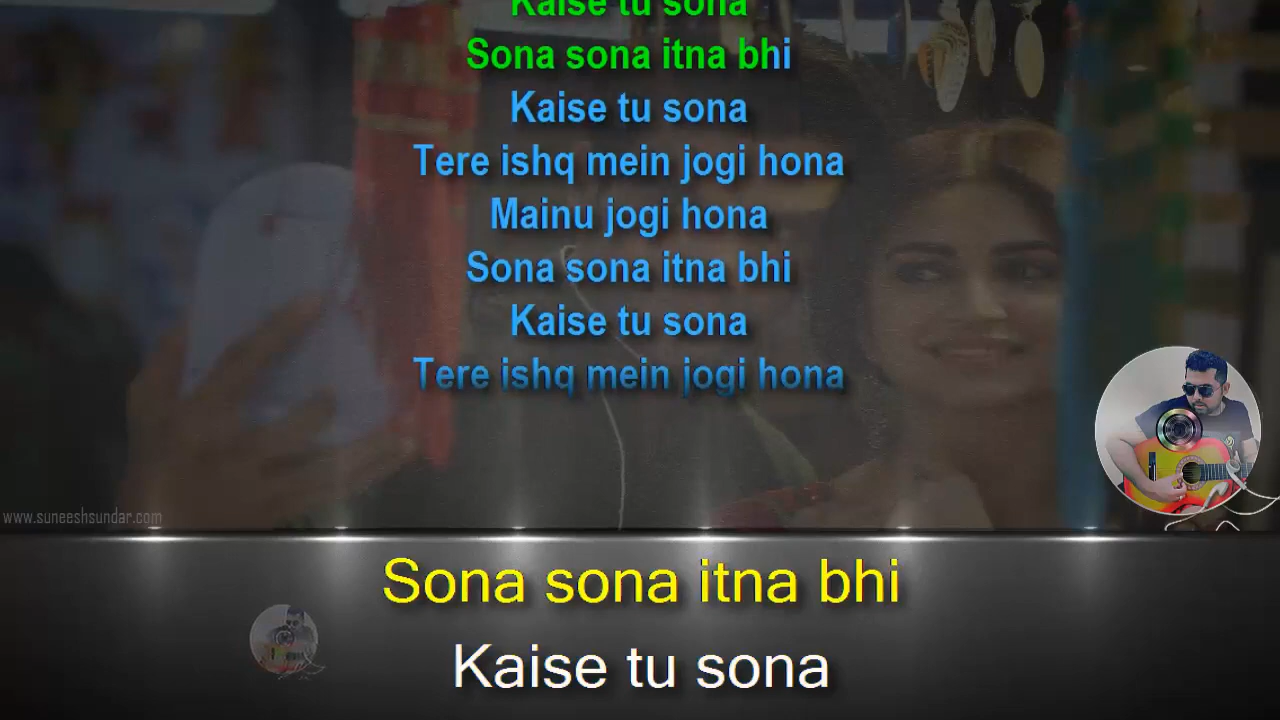 Kaise tu sona
Sona sona itna bhi
Kaise tu sona
Tere ishq mein jogi hona
Mainu jogi hona
Sona sona itna bhi
Kaise tu sona
Tere ishq mein jogi hona
www.suneeshsundar.com
Sona sona itna bhi
Kaise tu sona